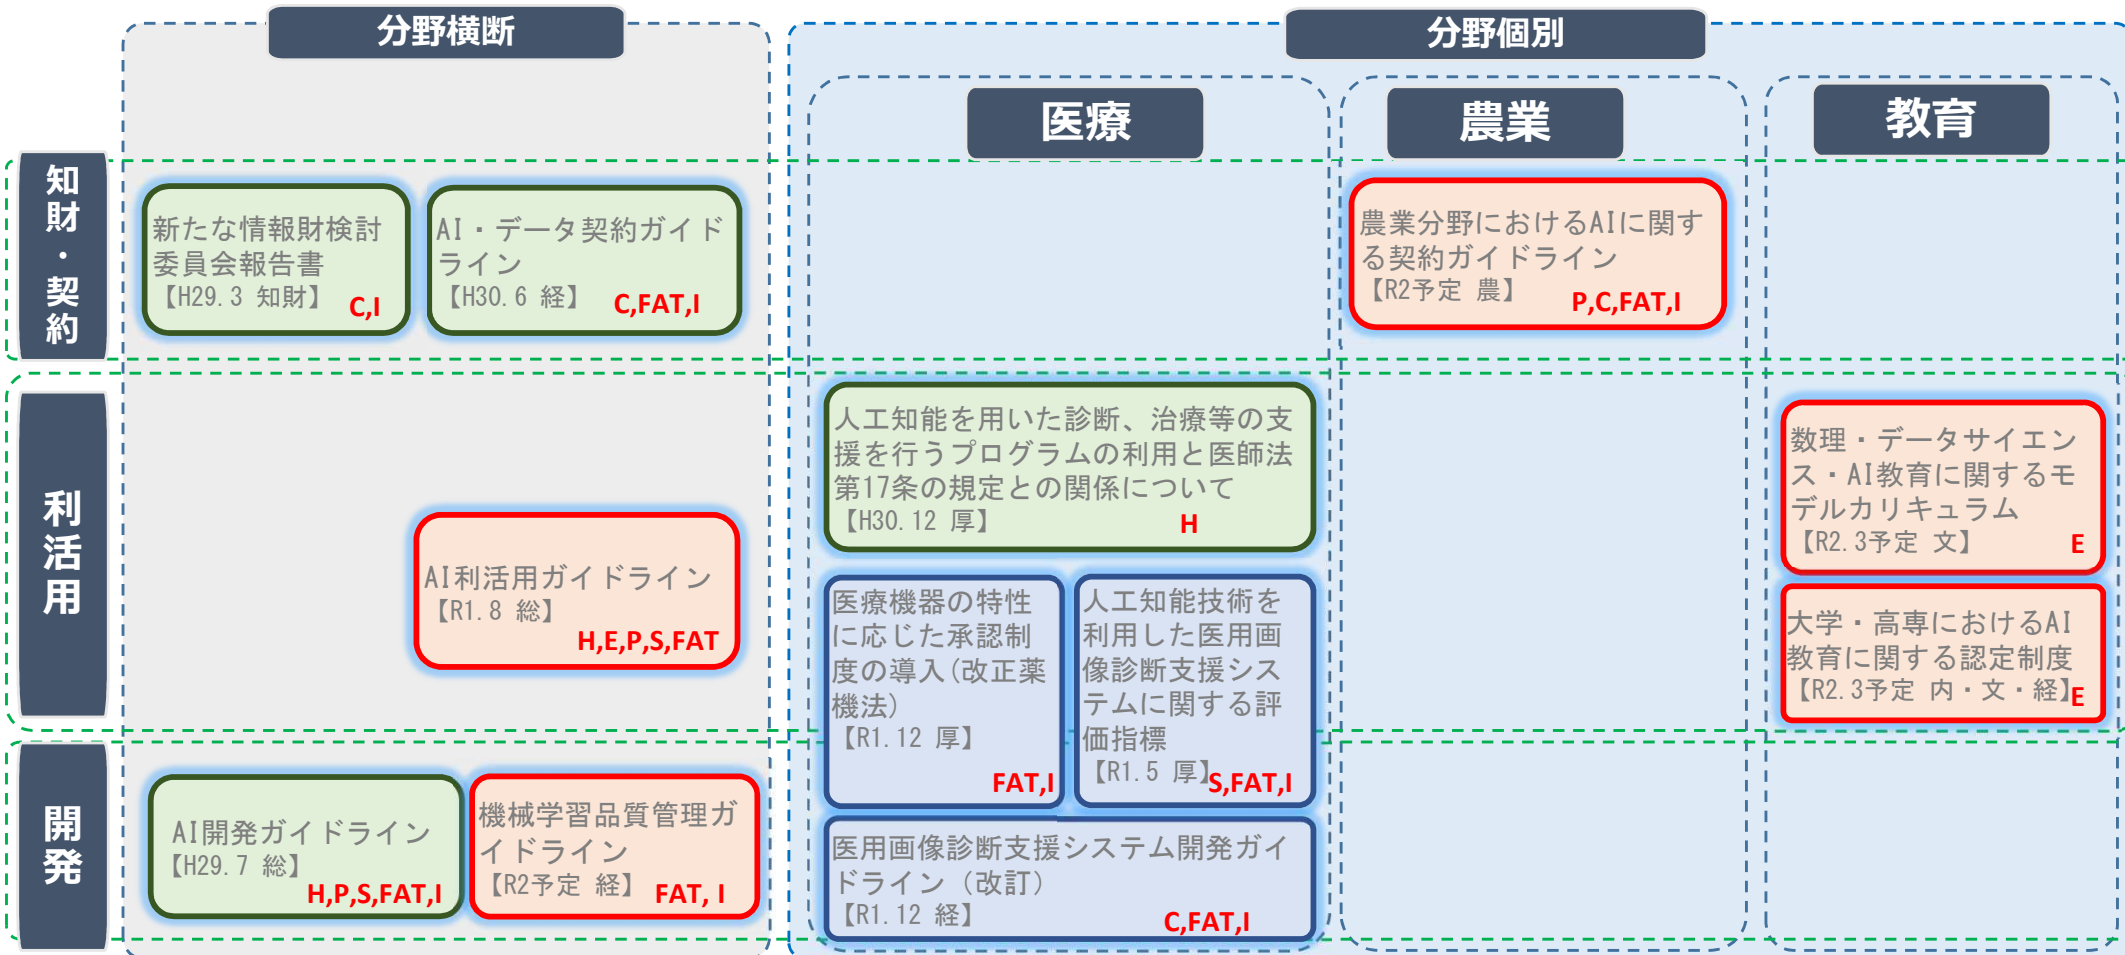 分野横断
分野個別
医療
農業
教育
知財・契約
新たな情報財検討
委員会報告書
【H29.3 知財】
C,I
AI・データ契約ガイド
ライン
【H30.6 経】
C,FAT,I
農業分野におけるAIに関す
る契約ガイドライン
【R2予定 農】
P,C,FAT,I
利活用
AI利活用ガイドライン
【R1.8 総】
H,E,P,S,FAT
人工知能を用いた診断、治療等の支
援を行うプログラムの利用と医師法
第17条の規定との関係について
【H30.12 厚】
H
医療機器の特性
に応じた承認制
度の導入(改正薬
機法)
【R1.12 厚】
FAT,I
人工知能技術を
利用した医用画
像診断支援シス
テムに関する評
価指標
【R1.5 厚】
S,FAT,I
数理・データサイエン
ス・AI教育に関するモ
デルカリキュラム
【R2.3予定 文】
E
大学・高専におけるAI
教育に関する認定制度
【R2.3予定 内・文・経】
E
開発
AI開発ガイドライン
【H29.7 総】
H,P,S,FAT,I
機械学習品質管理ガ
イドライン
【R2予定 経】
FAT, I
医用画像診断支援システム開発ガイ
ドライン（改訂）
【R1.12 経】
C,FAT,I